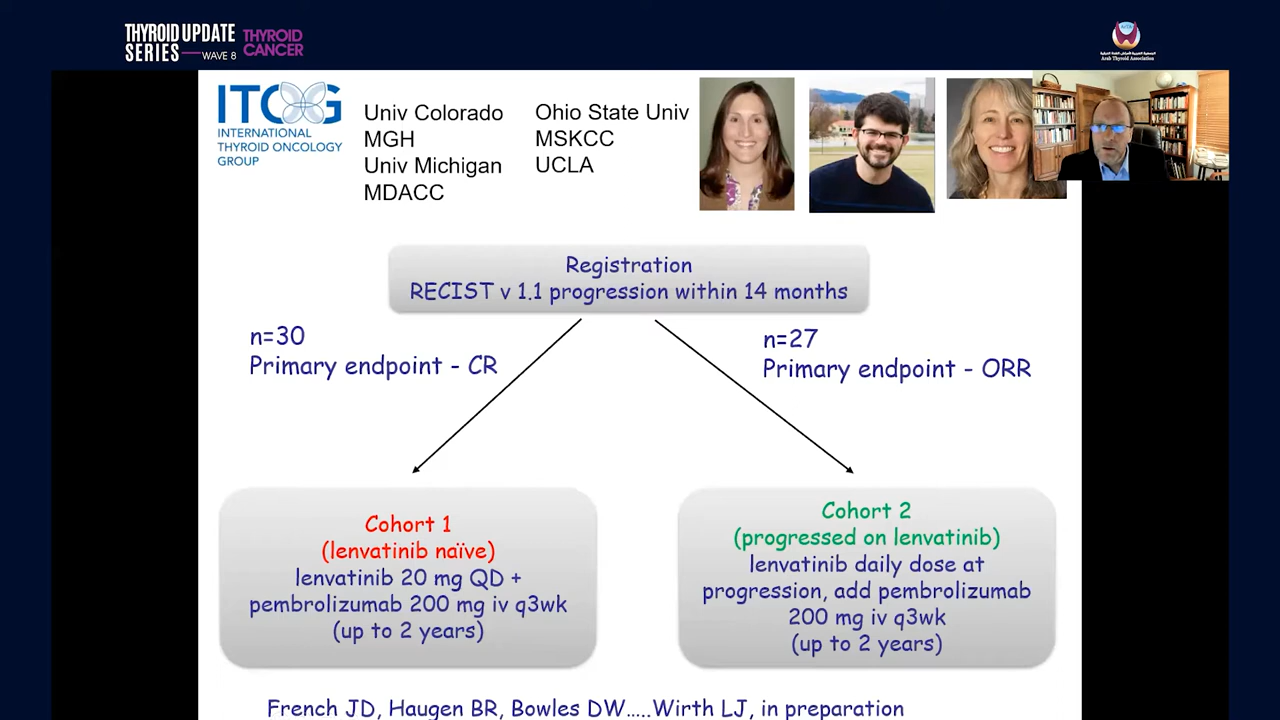 THYROID UPDATE
SERIES — WAVE 8
THYROID
CANCER
Arab Thyroid Association
ITOG
INTERNATIONAL
THYROID ONCOLOGY
GROUP
Univ Colorado
MGH
Univ Michigan
MDACC
Ohio State Univ
MSKCC
UCLA
Registration
RECIST v 1.1 progression within 14 months
n=30
Primary endpoint - CR
n=27
Primary endpoint - ORR
Cohort 1
(lenvatinib naïve)
lenvatinib 20 mg QD +
pembrolizumab 200 mg iv q3wk
(up to 2 years)
Cohort 2
(progressed on lenvatinib)
lenvatinib daily dose at
progression, add pembrolizumab
200 mg iv q3wk
(up to 2 years)
French JD, Haugen BR, Bowles DW.....Wirth LJ, in preparation